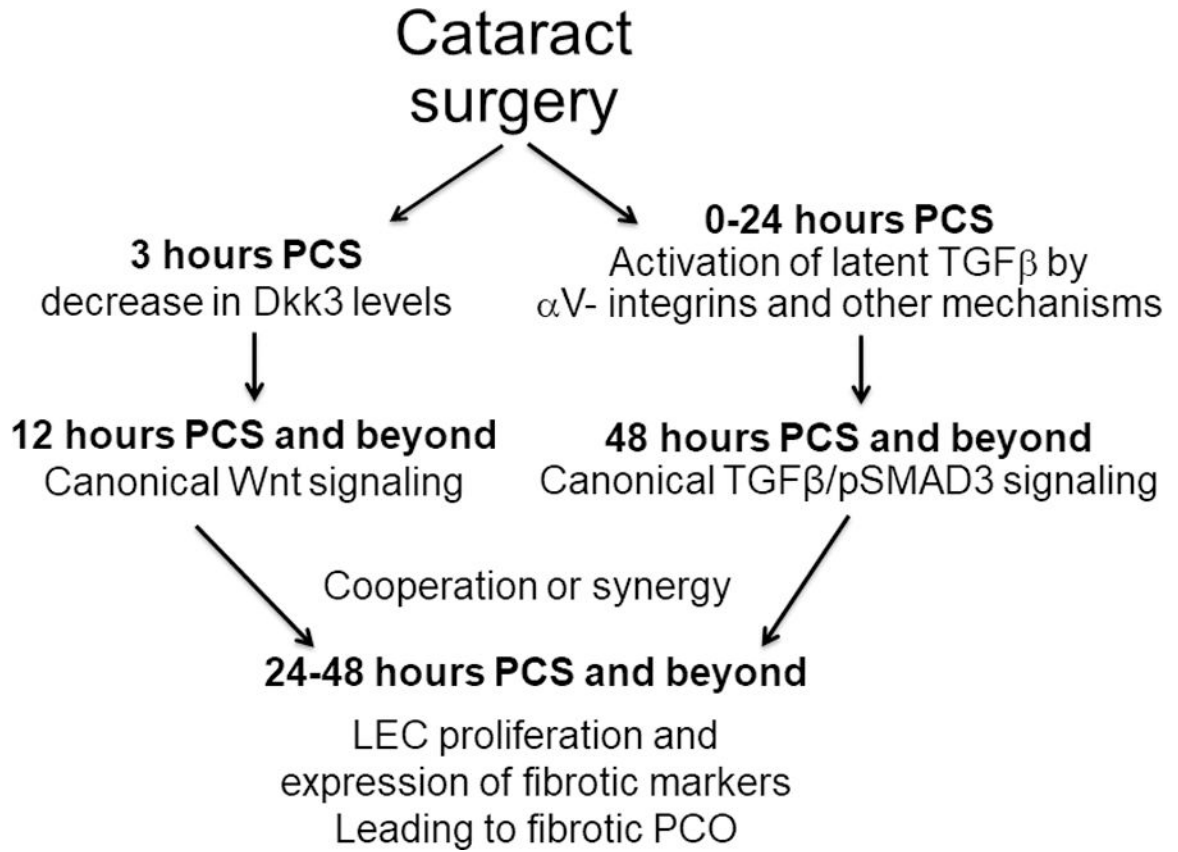 Cataract
surgery
3 hours PCS
decrease in Dkk3 levels
0-24 hours PCS
Activation of latent TGFβ by
αV- integrins and other mechanisms
12 hours PCS and beyond
Canonical Wnt signaling
48 hours PCS and beyond
Canonical TGFβ/pSMAD3 signaling
Cooperation or synergy
24-48 hours PCS and beyond
LEC proliferation and
expression of fibrotic markers
Leading to fibrotic PCO